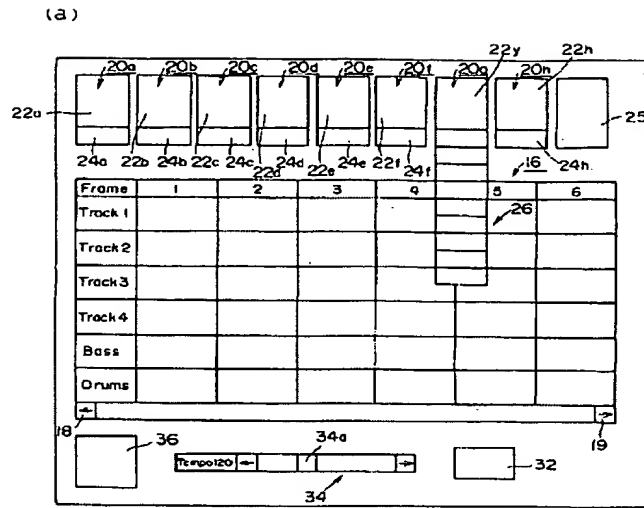 (a)
20a 20b 20c 20d 20e 20f 20g 22y 22h 20h
22a 25
24a 22b 24b 22c 24c 22d 24d 22e 24e 22f 24f 16 24h
Frame 1 2 3 4 5 6
26
Track 1
Track 2
Track 3
Track 4
Bass
Drums
← →
18 19
36 34a 32
Tempo120 ← →
34